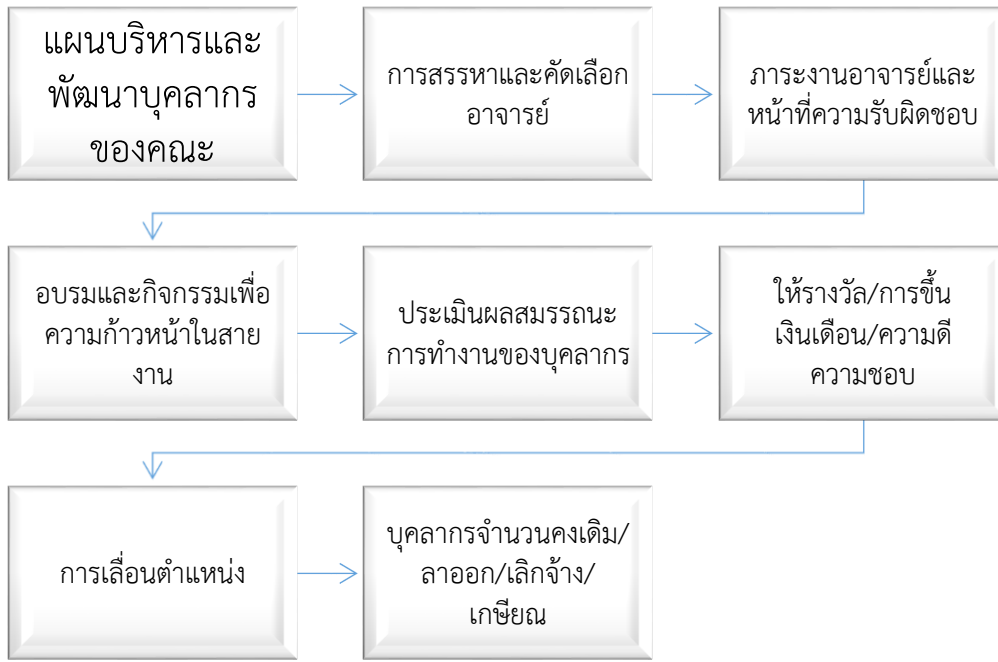 แผนบริหารและ
พัฒนาบุคลากร
ของคณะ
การสรรหาและคัดเลือก
อาจารย์
ภาระงานอาจารย์และ
หน้าที่ความรับผิดชอบ
อบรมและกิจกรรมเพื่อ
ความก้าวหน้าในสาย
งาน
ประเมินผลสมรรถนะ
การทำงานของบุคลากร
ให้รางวัล/การขึ้น
เงินเดือน/ความดี
ความชอบ
การเลื่อนตำแหน่ง
บุคลากรจำนวนคงเดิม/
ลาออก/เลิกจ้าง/
เกษียณ